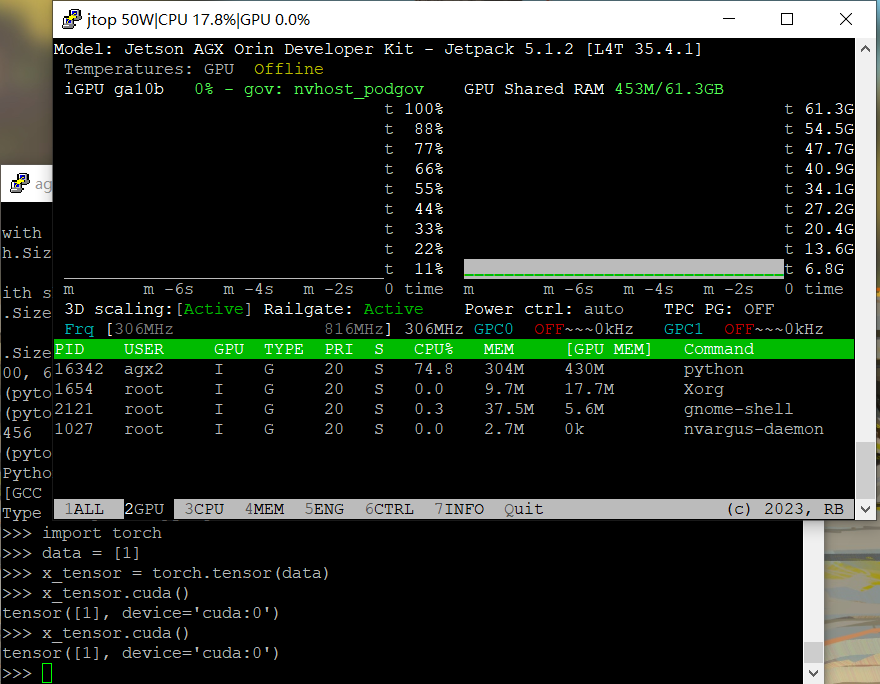 jtop 50W|CPU 17.8%|GPU 0.0%
Model: Jetson AGX Orin Developer Kit - Jetpack 5.1.2 [L4T 35.4.1]
Temperatures: GPU Offline
iGPU ga10b 0% - gov: nvhost_podgov GPU Shared RAM 453M/61.3GB
t 100% t 61.3G
t 88% t 54.5G
t 77% t 47.7G
t 66% t 40.9G
t 55% t 34.1G
t 44% t 27.2G
t 33% t 20.4G
t 22% t 13.6G
t 11% t 6.8G
m m -6s m -4s m -2s 0 time m m -6s m -4s m -2s 0 time
3D scaling:[Active] Railgate: Active Power ctrl: auto TPC PG: OFF
Frq [306MHz 816MHz] 306MHz GPC0 OFF~~~0kHz GPC1 OFF~~~0kHz
PID USER GPU TYPE PRI S CPU% MEM [GPU MEM] Command
16342 agx2 I G 20 S 74.8 304M 430M python
1654 root I G 20 S 0.0 9.7M 17.7M Xorg
2121 root I G 20 S 0.3 37.5M 5.6M gnome-shell
1027 root I G 20 S 0.0 2.7M 0k nvargus-daemon
1ALL 2GPU 3CPU 4MEM 5ENG 6CTRL 7INFO Quit (c) 2023, RB
ag
with
h.Siz
ith s
.Size
.Size
00, 6
(pyto
(pyto
456
(pyto
Pytho
[GCC
Type
>>> import torch
>>> data = [1]
>>> x_tensor = torch.tensor(data)
>>> x_tensor.cuda()
tensor([1], device='cuda:0')
>>> x_tensor.cuda()
tensor([1], device='cuda:0')
>>>